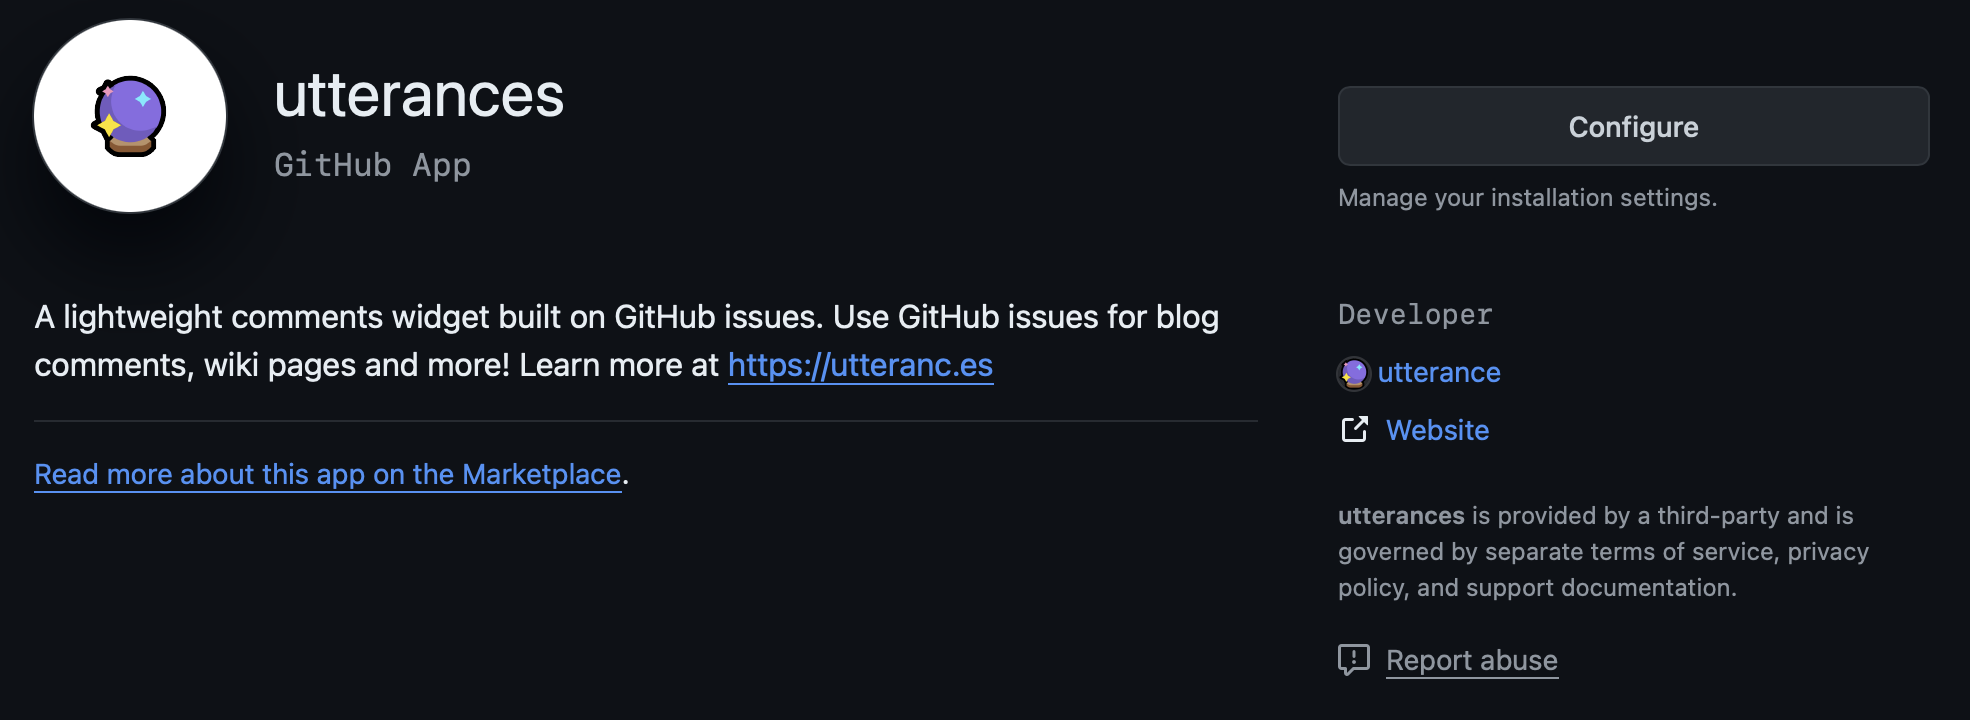 utterances
GitHub App
A lightweight comments widget built on GitHub issues. Use GitHub issues for blog
comments, wiki pages and more! Learn more at https://utteranc.es
Read more about this app on the Marketplace.
Configure
Manage your installation settings.
Developer
utterance
Website
utterances is provided by a third-party and is
governed by separate terms of service, privacy
policy, and support documentation.
Report abuse